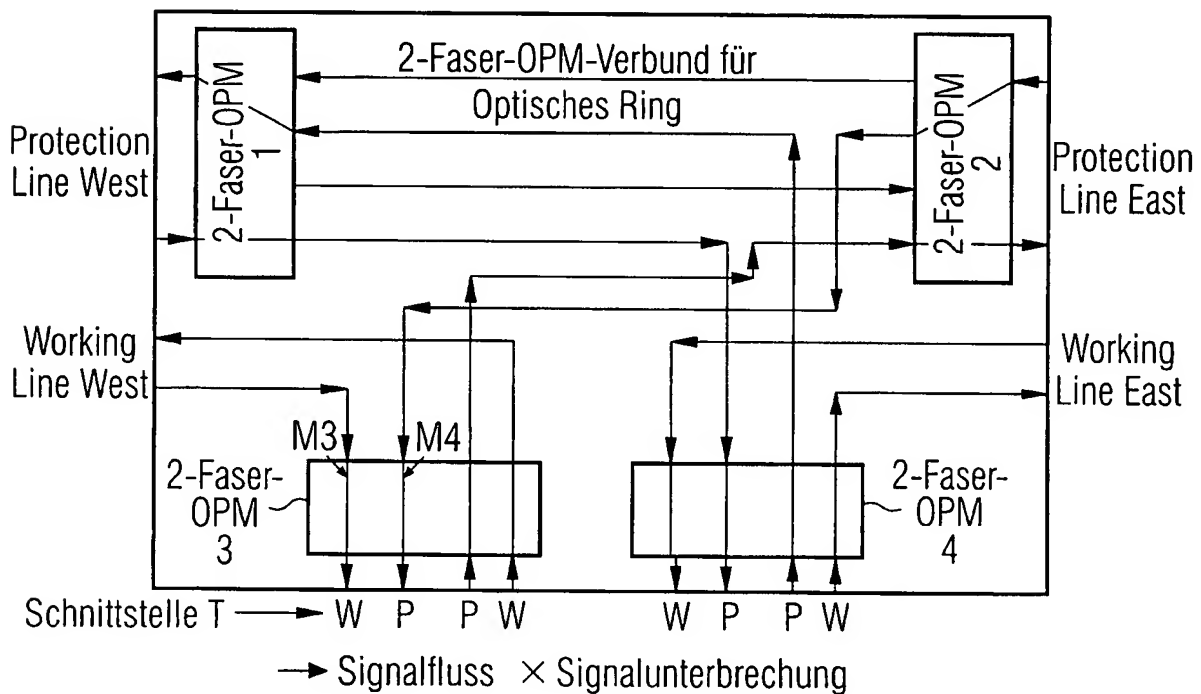 2-Faser-OPM-Verbund für
Optisches Ring
2-Faser-OPM
1
2-Faser-OPM
2
Protection
Line West
Protection
Line East
Working
Line West
Working
Line East
M3
M4
2-Faser-
OPM
3
2-Faser-
OPM
4
Schnittstelle T
W P P W
W P P W
Signalfluss × Signalunterbrechung